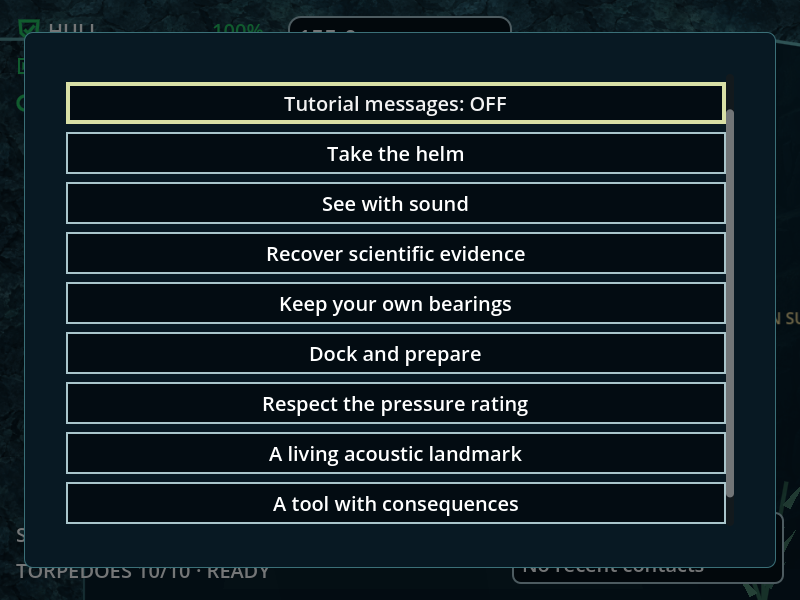 HULL 100%
Tutorial messages: OFF
Take the helm
See with sound
Recover scientific evidence
Keep your own bearings
Dock and prepare
Respect the pressure rating
A living acoustic landmark
A tool with consequences
No recent contacts
TORPEDOES 10/10 · READY